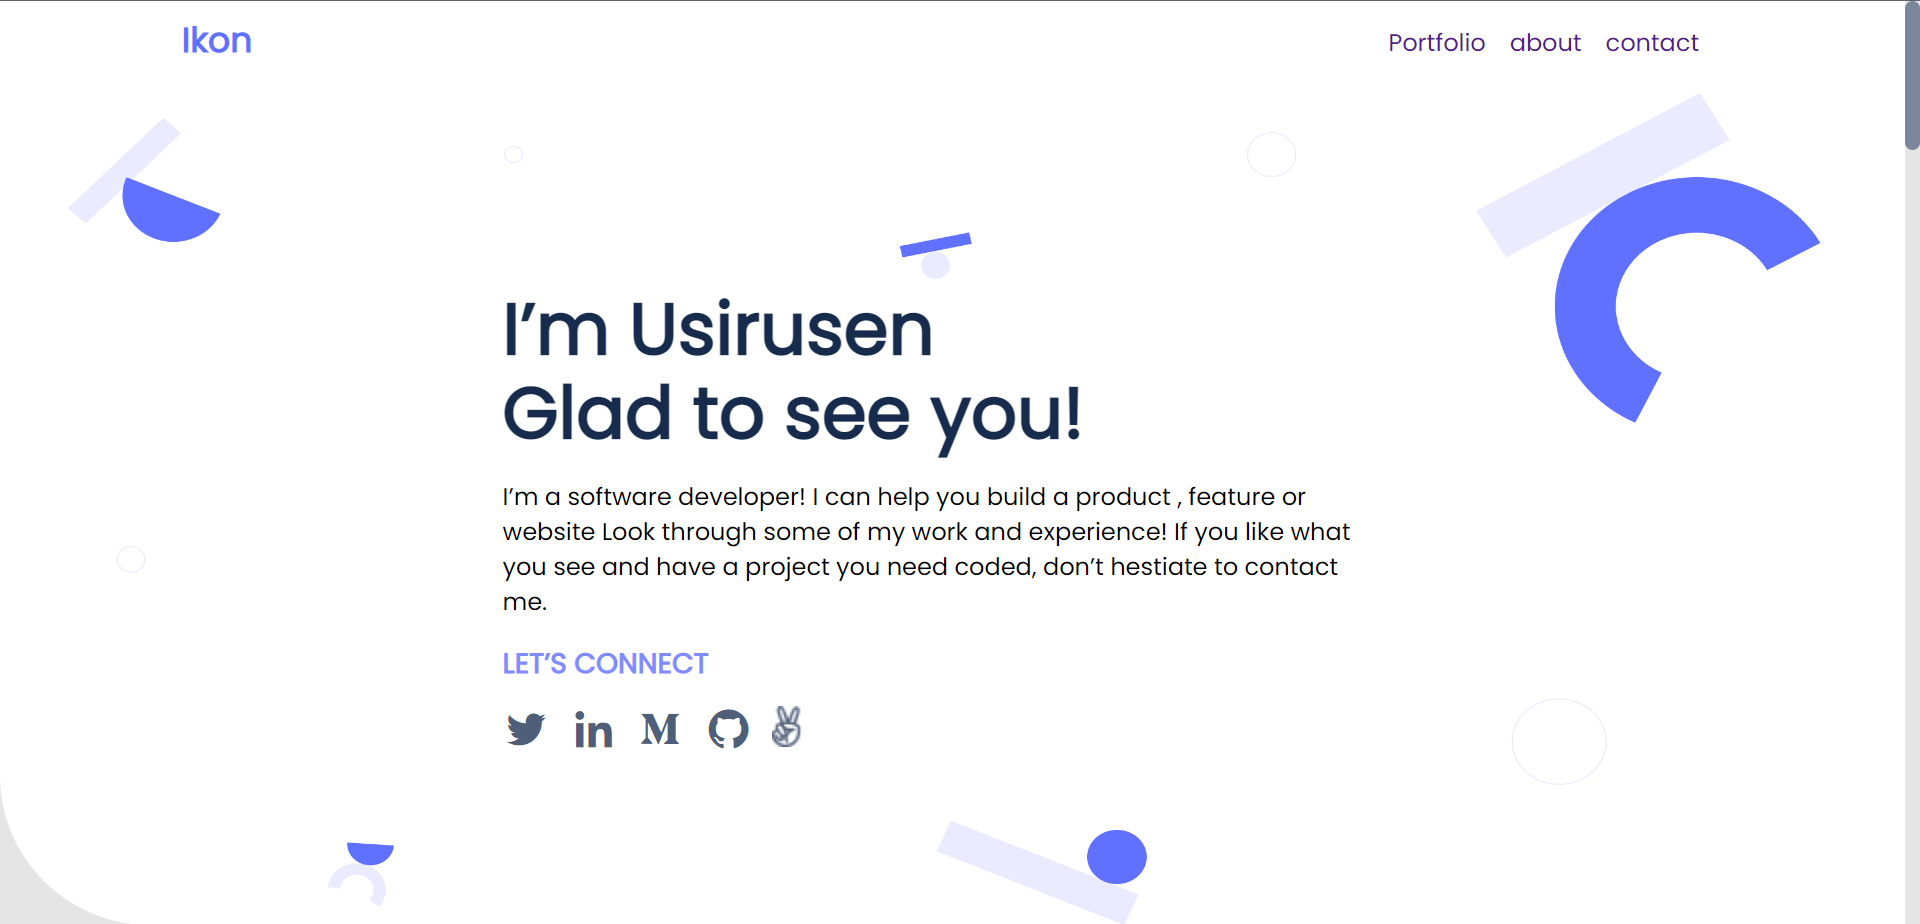 Ikon
Portfolio about contact
I’m Usirusen
Glad to see you!
I’m a software developer! I can help you build a product , feature or
website Look through some of my work and experience! If you like what
you see and have a project you need coded, don’t hestiate to contact
me.
LET’S CONNECT